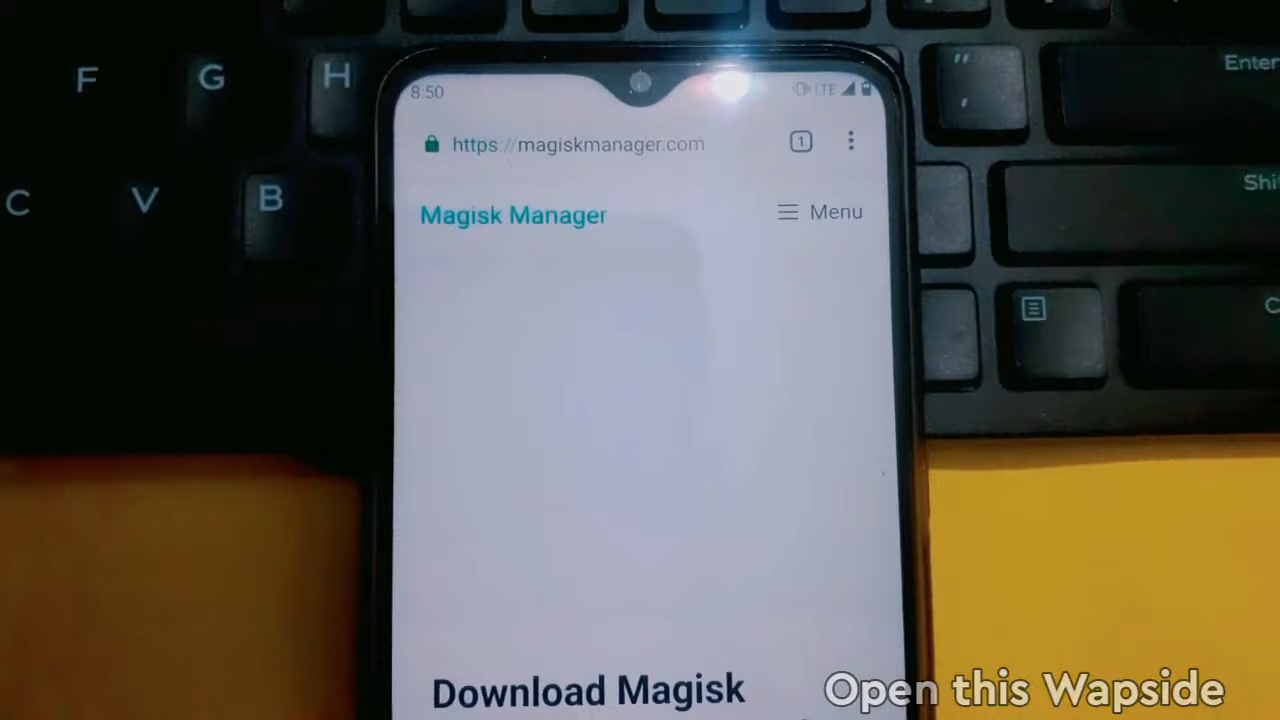 F G H
" Enter
'
8:50 LTE
https://magiskmanager.com 1
C V B Shi
Magisk Manager Menu
C
Download Magisk
Open this Wapside